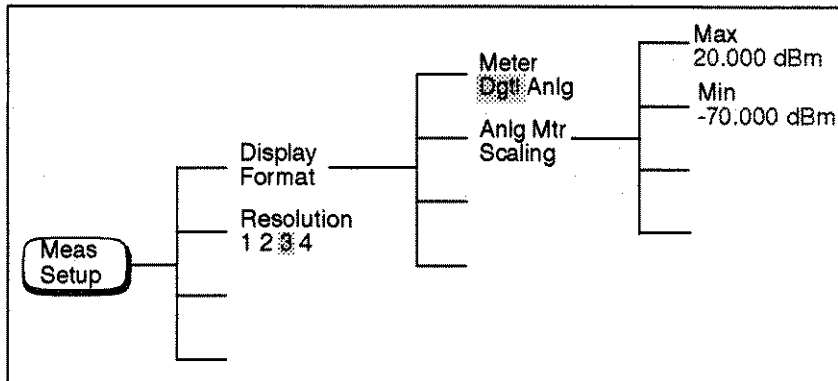 Max
20.000 dBm
Meter
Dgtl Anlg
Min
-70.000 dBm
Anlg Mtr
Scaling
Display
Format
Resolution
1 2 3 4
Meas
Setup